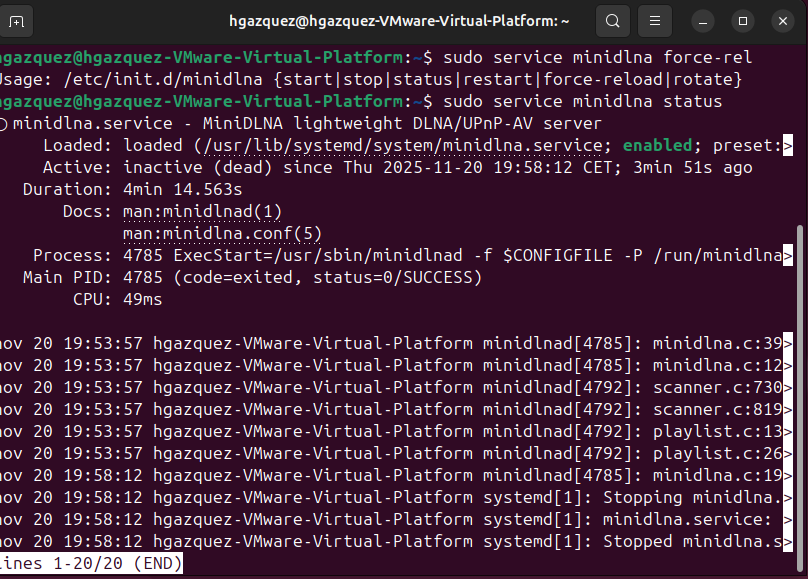 hgazquez@hgazquez-VMware-Virtual-Platform: ~
hgazquez@hgazquez-VMware-Virtual-Platform:~$ sudo service minidlna force-rel
Usage: /etc/init.d/minidlna {start|stop|status|restart|force-reload|rotate}
hgazquez@hgazquez-VMware-Virtual-Platform:~$ sudo service minidlna status
○ minidlna.service - MiniDLNA lightweight DLNA/UPnP-AV server
     Loaded: loaded (/usr/lib/systemd/system/minidlna.service; enabled; preset:>
     Active: inactive (dead) since Thu 2025-11-20 19:58:12 CET; 3min 51s ago
   Duration: 4min 14.563s
       Docs: man:minidlnad(1)
             man:minidlna.conf(5)
    Process: 4785 ExecStart=/usr/sbin/minidlnad -f $CONFIGFILE -P /run/minidlna>
   Main PID: 4785 (code=exited, status=0/SUCCESS)
        CPU: 49ms

nov 20 19:53:57 hgazquez-VMware-Virtual-Platform minidlnad[4785]: minidlna.c:39>
nov 20 19:53:57 hgazquez-VMware-Virtual-Platform minidlnad[4785]: minidlna.c:12>
nov 20 19:53:57 hgazquez-VMware-Virtual-Platform minidlnad[4792]: scanner.c:730>
nov 20 19:53:57 hgazquez-VMware-Virtual-Platform minidlnad[4792]: scanner.c:819>
nov 20 19:53:57 hgazquez-VMware-Virtual-Platform minidlnad[4792]: playlist.c:13>
nov 20 19:53:57 hgazquez-VMware-Virtual-Platform minidlnad[4792]: playlist.c:26>
nov 20 19:58:12 hgazquez-VMware-Virtual-Platform minidlnad[4785]: minidlna.c:19>
nov 20 19:58:12 hgazquez-VMware-Virtual-Platform systemd[1]: Stopping minidlna.>
nov 20 19:58:12 hgazquez-VMware-Virtual-Platform systemd[1]: minidlna.service: >
nov 20 19:58:12 hgazquez-VMware-Virtual-Platform systemd[1]: Stopped minidlna.s>
lines 1-20/20 (END)